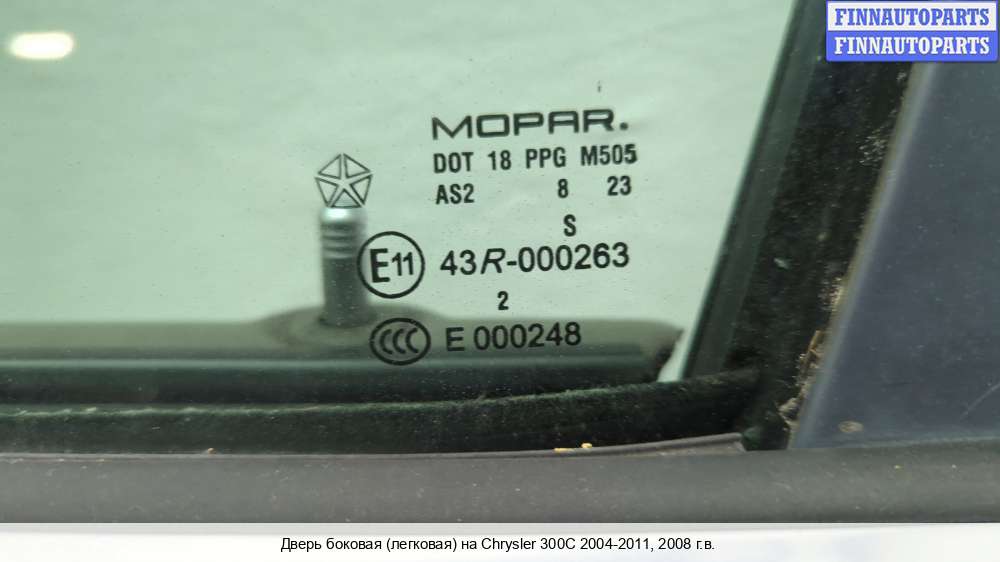 FINNAUTOPARTS
FINNAUTOPARTS
MOPAR.
DOT 18 PPG M505
AS2 8 23
S
E11 43R-000263
2
CCC E 000248
Дверь боковая (легковая) на Chrysler 300C 2004-2011, 2008 г.в.